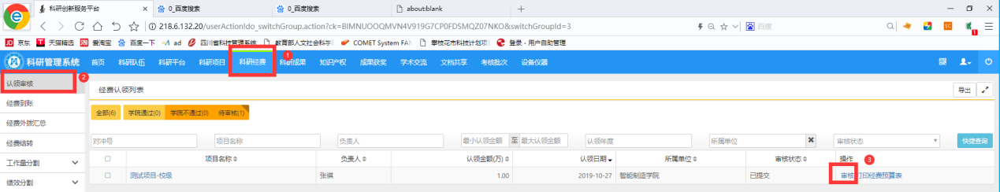 科研创新服务平台 × 0_百度搜索 × 0_百度搜索 × about:blank × +
218.6.132.20/userAction!do_switchGroup.action?ck=BIMNUOOQMVN4V919G7CP0FDSMQZ07NKO&switchGroupId=3 百度
京东 天猫精选 爱淘宝 百度一下 ad 四川省科技管理系统 教育部人文社会科学 COMET System FAM 攀枝花市科技计划项 登录 - 用户自助管理
科研管理系统 首页 科研队伍 科研平台 科研项目 科研经费 科研成果 知识产权 成果获奖 学术交流 文档共享 考核批次 设备仪器
1
认领审核 2
经费到账
经费外拨汇总
经费结转
工作量分割
绩效分割
经费认领列表 导出
全部(6) 学院通过(0) 学院不通过(0) 待审核(1)
对冲号 项目名称 负责人 最小认领金额 至 最大认领金额 认领年度 所属单位 审核状态 快捷查询
项目名称 负责人 认领金额(万) 认领日期 所属单位 审核状态 操作 3
测试项目-校级 张祺 1.00 2019-10-27 智能制造学院 已提交 审核 打印经费预算表